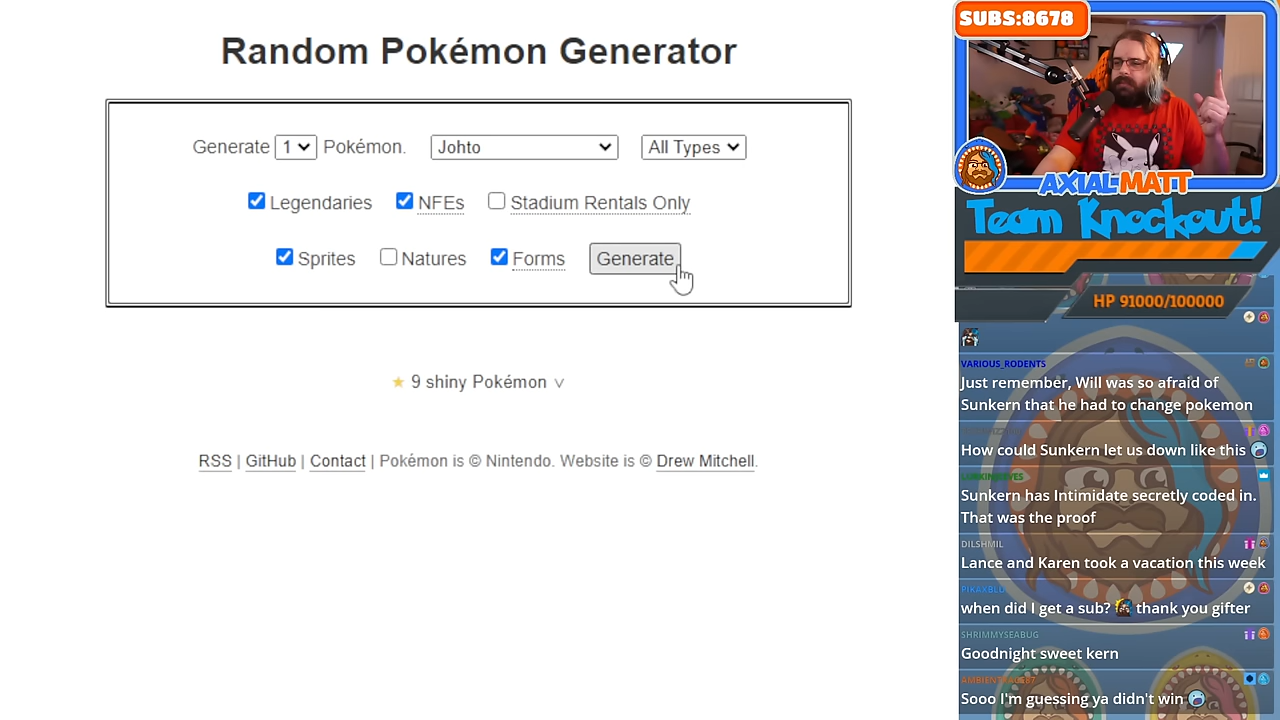 Random Pokémon Generator
Generate 1 Pokémon. Johto All Types
Legendaries NFEs Stadium Rentals Only
Sprites Natures Forms Generate
9 shiny Pokémon
RSS | GitHub | Contact | Pokémon is © Nintendo. Website is © Drew Mitchell.
SUBS:8678
AXIALMATT
Team Knockout!
HP 91000/100000
VARIOUS_RODENTS
Just remember, Will was so afraid of
Sunkern that he had to change pokemon
How could Sunkern let us down like this
Sunkern has Intimidate secretly coded in.
That was the proof
DILSHMIL
Lance and Karen took a vacation this week
PIKAXBLU
when did I get a sub? thank you gifter
SHRIMMYSEABUG
Goodnight sweet kern
Sooo I'm guessing ya didn't win